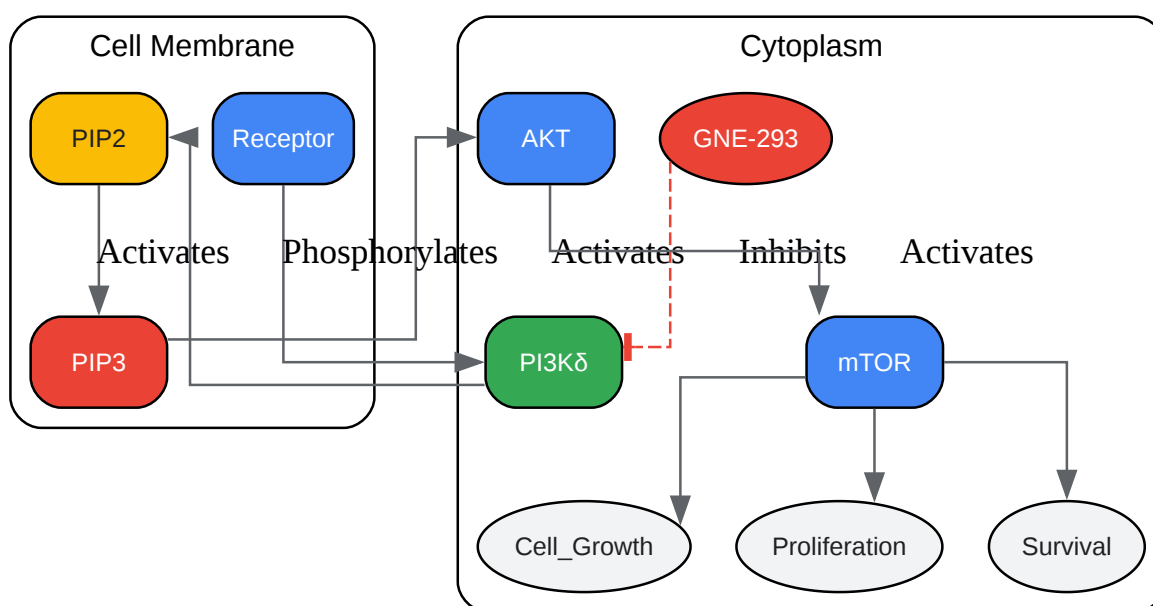 Cell Membrane
Cytoplasm
PIP2
Receptor
AKT
GNE-293
Activates
Phosphorylates
Activates
Inhibits
Activates
PIP3
PI3Kδ
mTOR
Cell_Growth
Proliferation
Survival